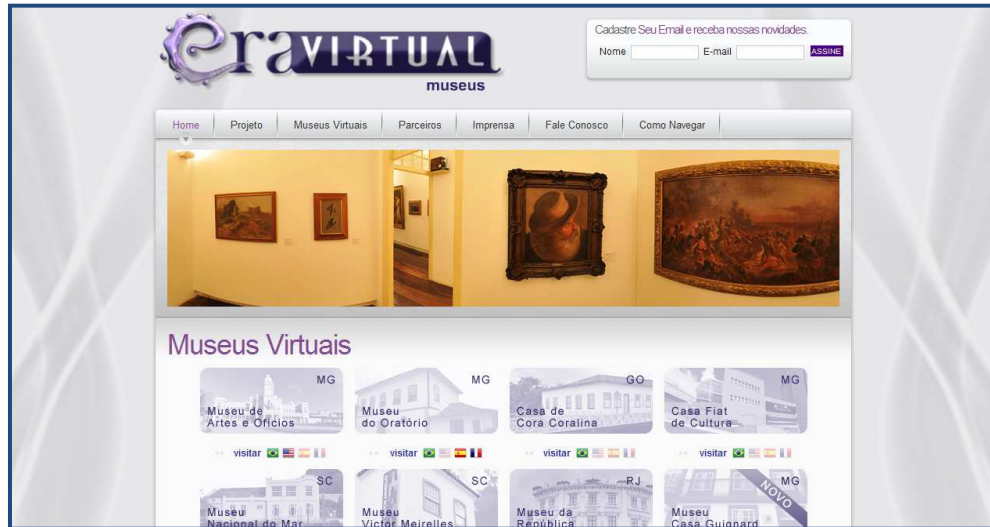 eravirtual
museus
Cadastre Seu Email e receba nossas novidades.
Nome E-mail ASSINE
Home Projeto Museus Virtuais Parceiros Imprensa Fale Conosco Como Navegar
Museus Virtuais
MG
Museu de
Artes e Ofícios
MG
Museu
do Oratório
GO
Casa de
Cora Coralina
MG
Casa Fiat
de Cultura
visitar
visitar
visitar
visitar
SC
Museu
Nacional do Mar
SC
Museu
Victor Meirelles
RJ
Museu da
República
MG
NOVO
Museu
Casa Guignard